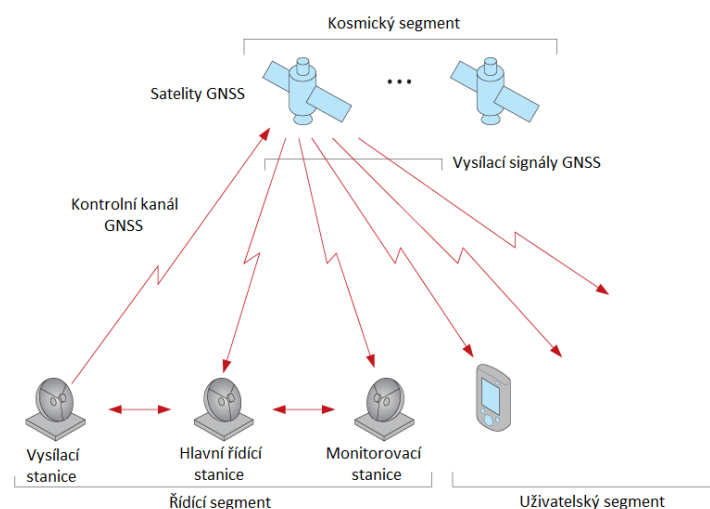 Kosmický segment
Satelity GNSS
Vysílací signály GNSS
Kontrolní kanál
GNSS
Vysílací
stanice
Hlavní řídící
stanice
Monitorovací
stanice
Řídící segment
Uživatelský segment